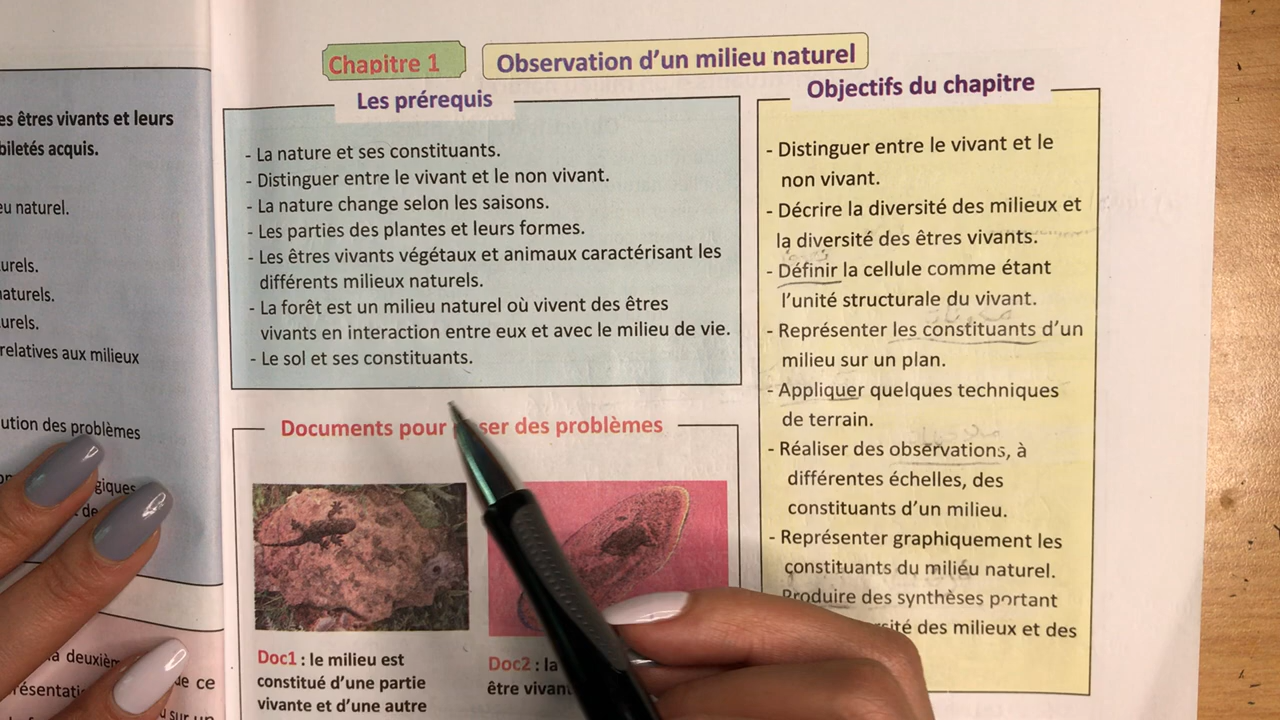 Chapitre 1
Observation d'un milieu naturel
es êtres vivants et leurs
biletés acquis.
eu naturel.
urels.
naturels.
urels.
relatives aux milieux
ution des problèmes
giques
de
a deuxièm
de ce
résentati
sur un
Les prérequis
- La nature et ses constituants.
- Distinguer entre le vivant et le non vivant.
- La nature change selon les saisons.
- Les parties des plantes et leurs formes.
- Les êtres vivants végétaux et animaux caractérisant les
différents milieux naturels.
- La forêt est un milieu naturel où vivent des êtres
vivants en interaction entre eux et avec le milieu de vie.
- Le sol et ses constituants.
Documents pour ser des problèmes
Doc1 : le milieu est
constitué d'une partie
vivante et d'une autre
Doc2 : la
être vivan
Objectifs du chapitre
- Distinguer entre le vivant et le
non vivant.
- Décrire la diversité des milieux et
la diversité des êtres vivants.
- Définir la cellule comme étant
l'unité structurale du vivant.
- Représenter les constituants d'un
milieu sur un plan.
- Appliquer quelques techniques
de terrain.
- Réaliser des observations, à
différentes échelles, des
constituants d'un milieu.
- Représenter graphiquement les
constituants du milieu naturel.
Produire des synthèses portant
sité des milieux et des